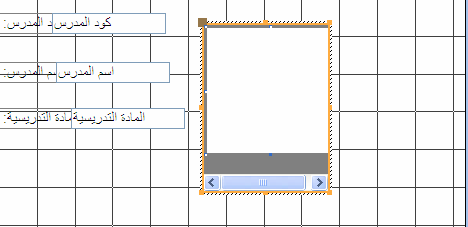 كود المدرس د المدرس:
اسم المدرس م المدرس:
المادة التدريسية مادة التدريسية: